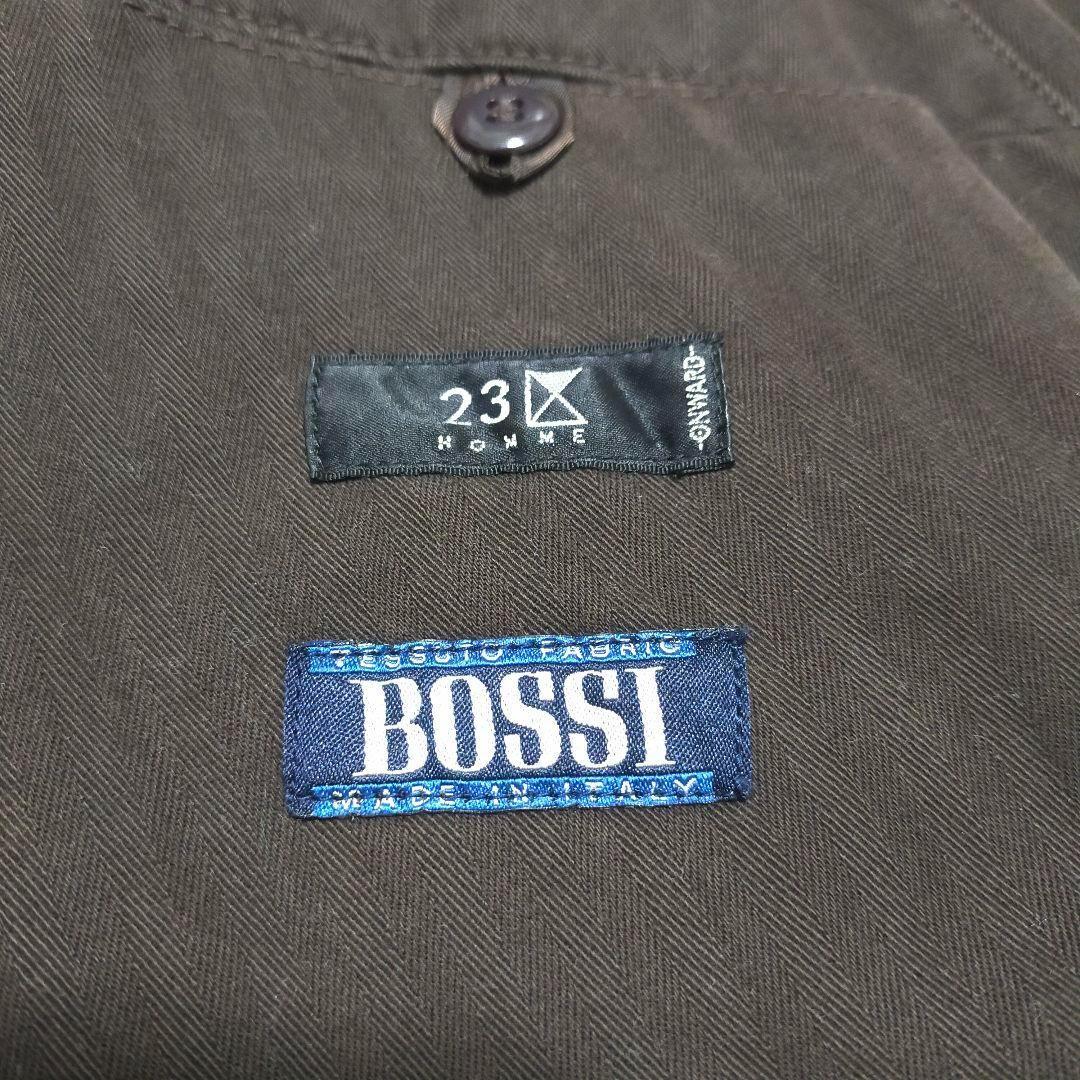 23
HOMME
-ONWARD-
TESSUTO FABRIC
BOSSI
MADE IN ITALY